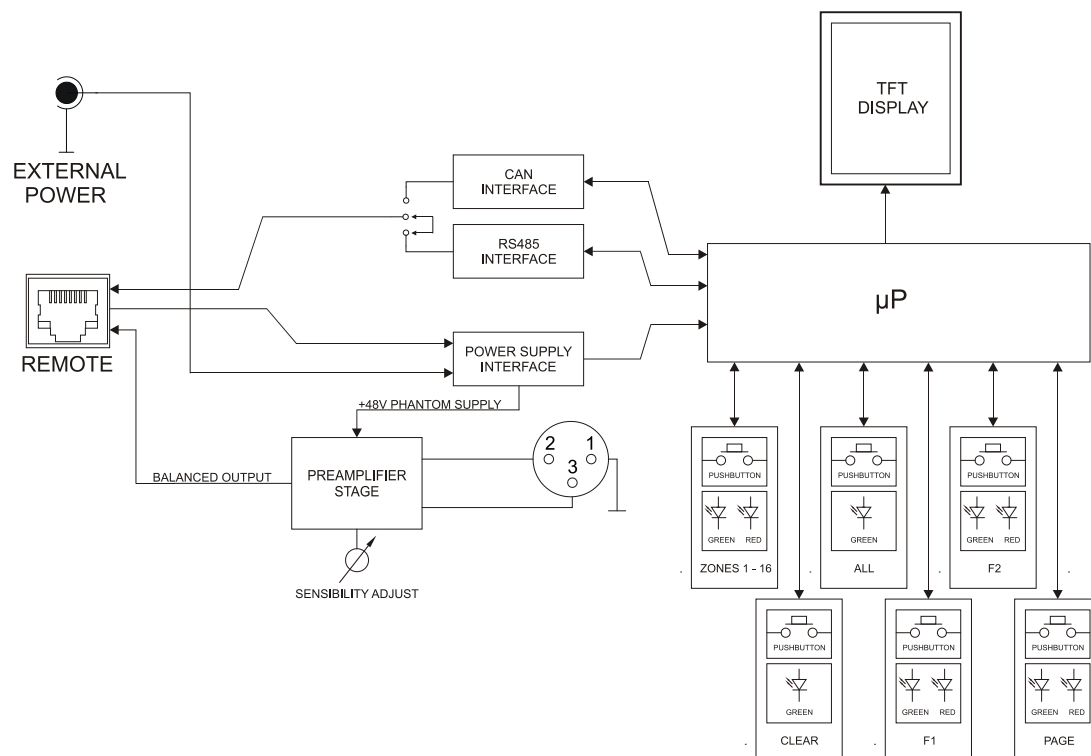 TFT
DISPLAY
EXTERNAL
POWER
CAN
INTERFACE
RS485
INTERFACE
µP
REMOTE
POWER SUPPLY
INTERFACE
+48V PHANTOM SUPPLY
BALANCED OUTPUT
PREAMPLIFIER
STAGE
2
1
3
SENSIBILITY ADJUST
PUSHBUTTON
GREEN RED
ZONES 1 - 16
PUSHBUTTON
GREEN
ALL
PUSHBUTTON
GREEN RED
F2
PUSHBUTTON
GREEN
CLEAR
PUSHBUTTON
GREEN RED
F1
PUSHBUTTON
GREEN RED
PAGE